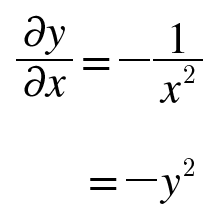 ∂y/∂x = −1/x²
= −y²